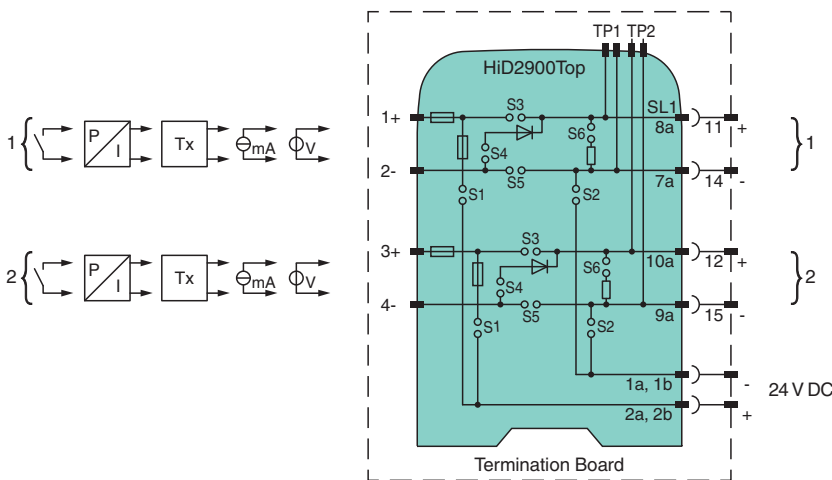 TP1 TP2
HiD2900Top
1+ S3 SL1
1 P I Tx mA V S4 S6 8a 11 + 1
2- S5 7a 14 -
S1 S2
3+ S3 10a 12 +
2 P I Tx mA V S4 S6 2
4- S5 9a 15 -
S1 S2
1a, 1b -
24 V DC
2a, 2b +
Termination Board